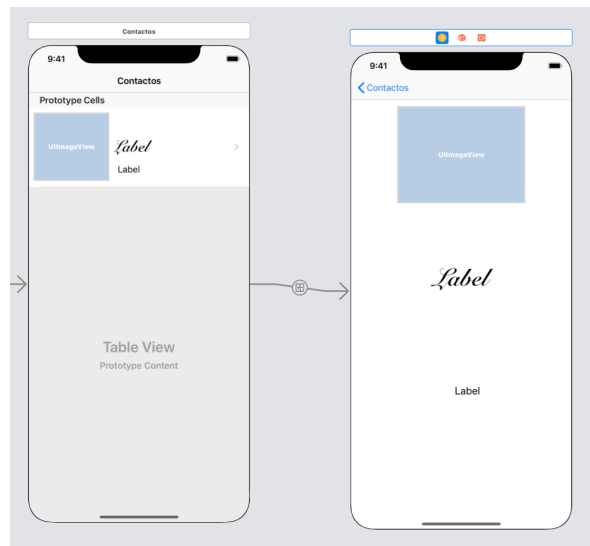 Contactos
9:41
Contactos
Prototype Cells
UIImageView
Label
Label
Table View
Prototype Content
9:41
Contactos
UIImageView
Label
Label